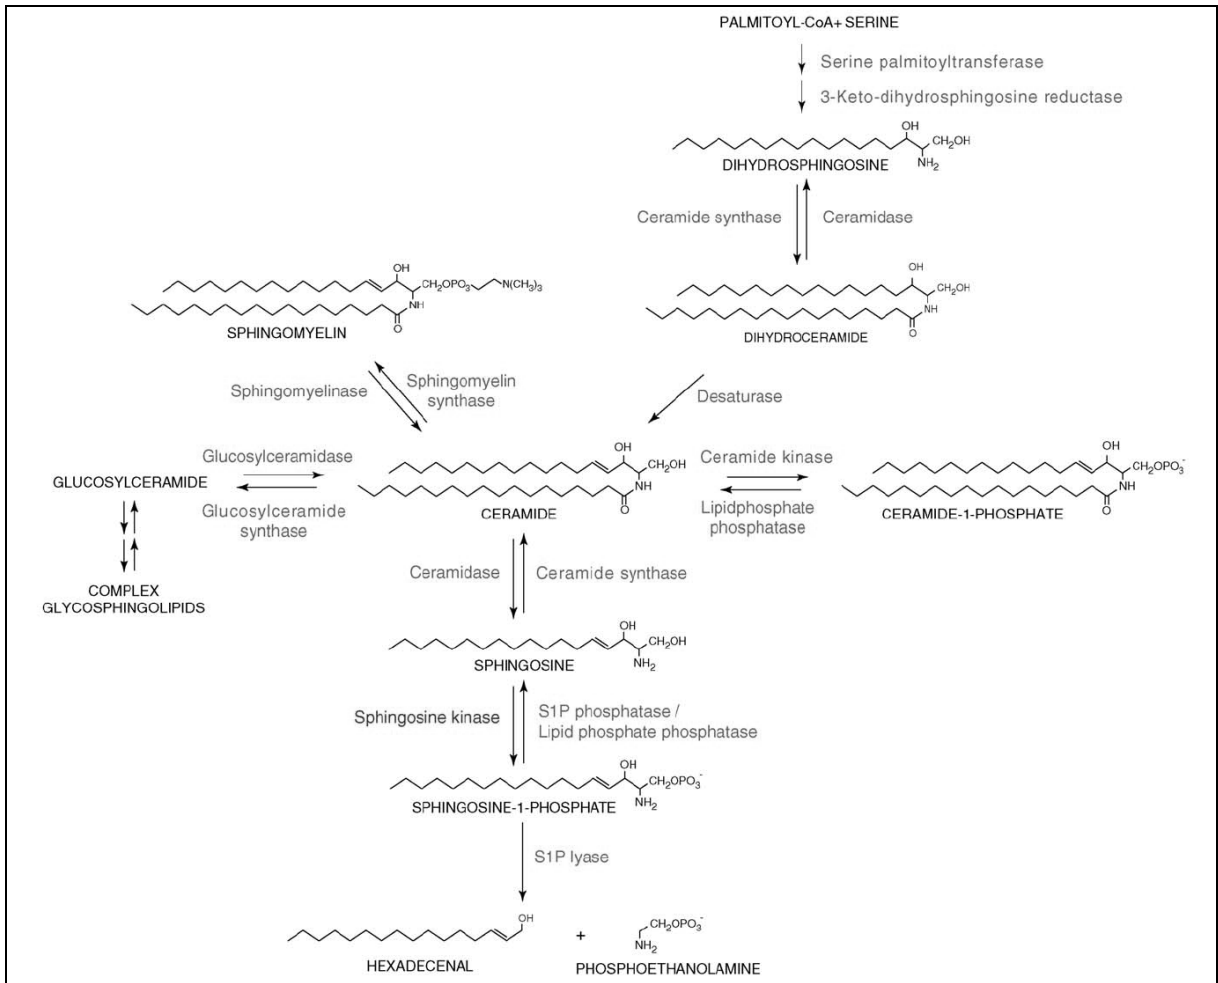 PALMITOYL-CoA+ SERINE
Serine palmitoyltransferase
3-Keto-dihydrosphingosine reductase
OH
CH2OH
NH2
DIHYDROSPHINGOSINE
Ceramide synthase
Ceramidase
OH
CH2OPO3
N(CH3)3
NH
O
SPHINGOMYELIN
OH
CH2OH
NH
O
DIHYDROCERAMIDE
Sphingomyelinase
Sphingomyelin
synthase
Desaturase
Glucosylceramidase
GLUCOSYLCERAMIDE
Glucosylceramide
synthase
OH
CH2OH
NH
O
CERAMIDE
Ceramide kinase
Lipidphosphate
phosphatase
OH
CH2OPO3-
NH
O
CERAMIDE-1-PHOSPHATE
COMPLEX
GLYCOSPHINGOLIPIDS
Ceramidase
Ceramide synthase
OH
CH2OH
NH2
SPHINGOSINE
Sphingosine kinase
S1P phosphatase /
Lipid phosphate phosphatase
OH
CH2OPO3-
NH2
SPHINGOSINE-1-PHOSPHATE
S1P lyase
OH
HEXADECENAL
+
CH2OPO3-
NH2
PHOSPHOETHANOLAMINE